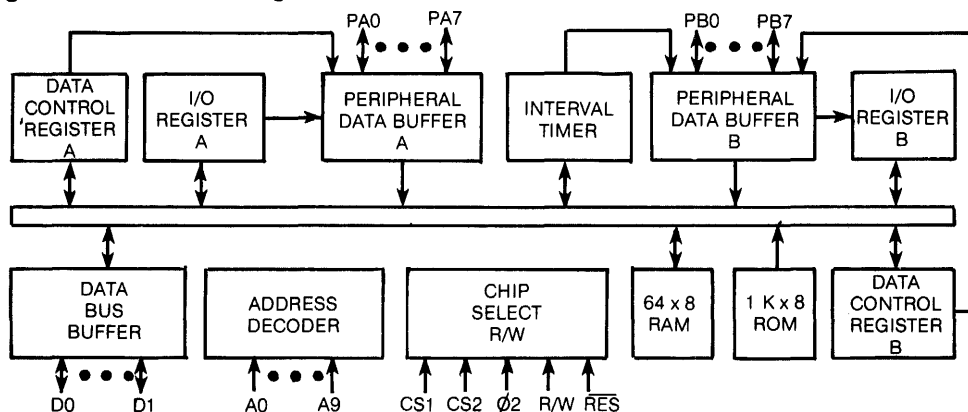 PA0 PA7
PB0 PB7
DATA
CONTROL
REGISTER
A
I/O
REGISTER
A
PERIPHERAL
DATA BUFFER
A
INTERVAL
TIMER
PERIPHERAL
DATA BUFFER
B
I/O
REGISTER
B
DATA
BUS
BUFFER
ADDRESS
DECODER
CHIP
SELECT
R/W
64 x 8
RAM
1 K x 8
ROM
DATA
CONTROL
REGISTER
B
D0 D1
A0 A9
CS1 CS2 Ø2 R/W R̅E̅S̅